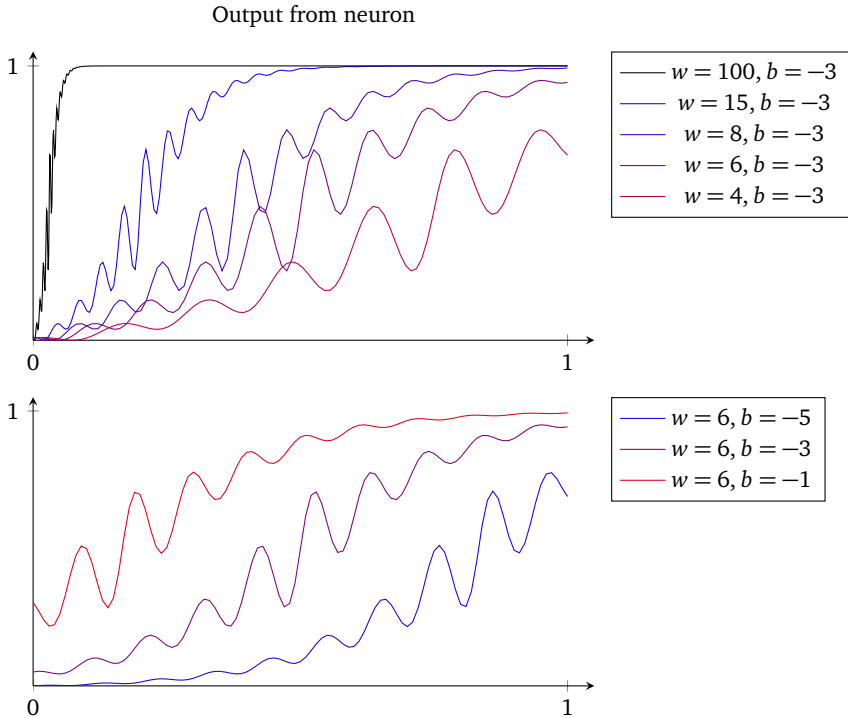 Output from neuron
1
w = 100, b = −3
w = 15, b = −3
w = 8, b = −3
w = 6, b = −3
w = 4, b = −3
0 1
1
w = 6, b = −5
w = 6, b = −3
w = 6, b = −1
0 1